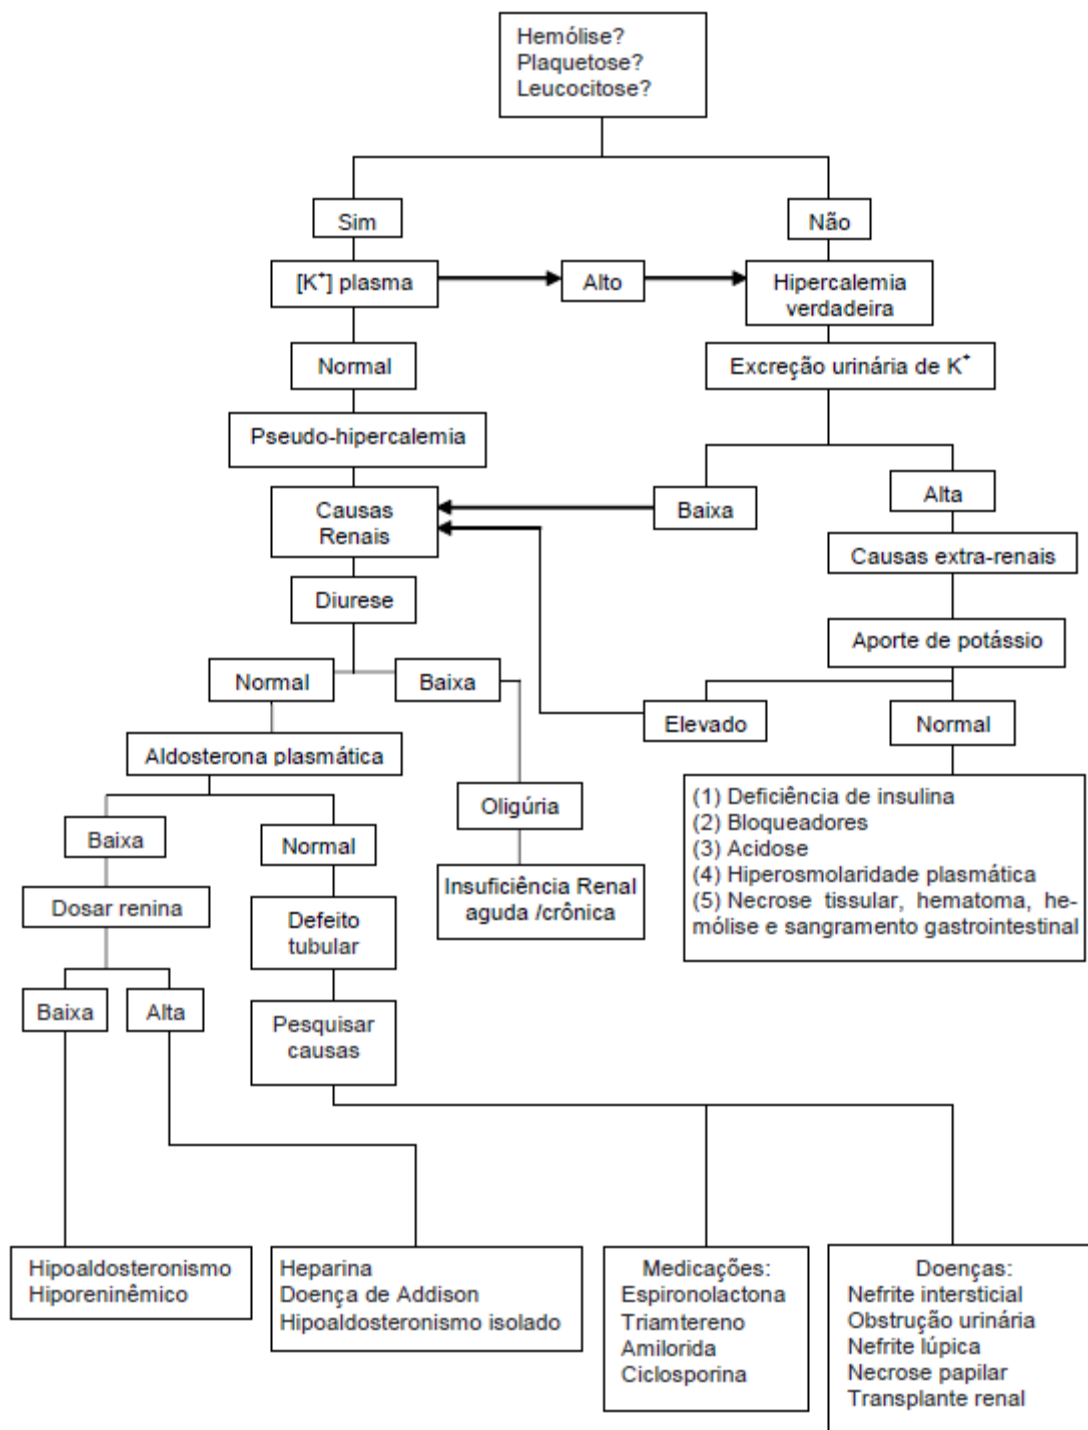 Hemólise?
Plaquetose?
Leucocitose?
Sim
Não
[K⁺] plasma
Alto
Hipercalemia
verdadeira
Normal
Excreção urinária de K⁺
Pseudo-hipercalemia
Baixa
Alta
Causas
Renais
Causas extra-renais
Diurese
Aporte de potássio
Normal
Baixa
Elevado
Normal
Aldosterona plasmática
Oligúria
(1) Deficiência de insulina
(2) Bloqueadores
(3) Acidose
(4) Hiperosmolaridade plasmática
(5) Necrose tissular, hematoma, he-
mólise e sangramento gastrointestinal
Baixa
Normal
Insuficiência Renal
aguda /crônica
Dosar renina
Defeito
tubular
Baixa
Alta
Pesquisar
causas
Hipoaldosteronismo
Hiporeninêmico
Heparina
Doença de Addison
Hipoaldosteronismo isolado
Medicações:
Espironolactona
Triamtereno
Amilorida
Ciclosporina
Doenças:
Nefrite intersticial
Obstrução urinária
Nefrite lúpica
Necrose papilar
Transplante renal